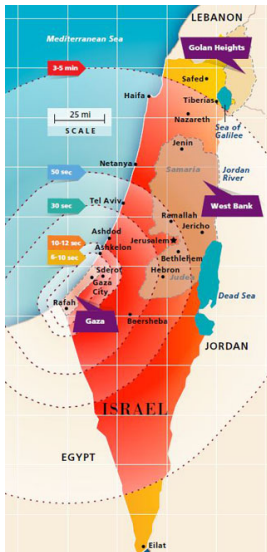 LEBANON
Mediterranean Sea
Golan Heights
3-5 min
Safed
Haifa
Tiberias
25 mi
SCALE
Nazareth
Sea of
Galilee
Jenin
Netanya
Samaria
Jordan
River
50 sec
Tel Aviv
30 sec
West Bank
Ramallah
Jericho
Ashdod
10-12 sec
Jerusalem
Ashkelon
6-10 sec
Bethlehem
Sderot
Hebron
Gaza
City
Judea
Dead Sea
Rafah
Gaza
Beersheba
JORDAN
ISRAEL
EGYPT
Eilat